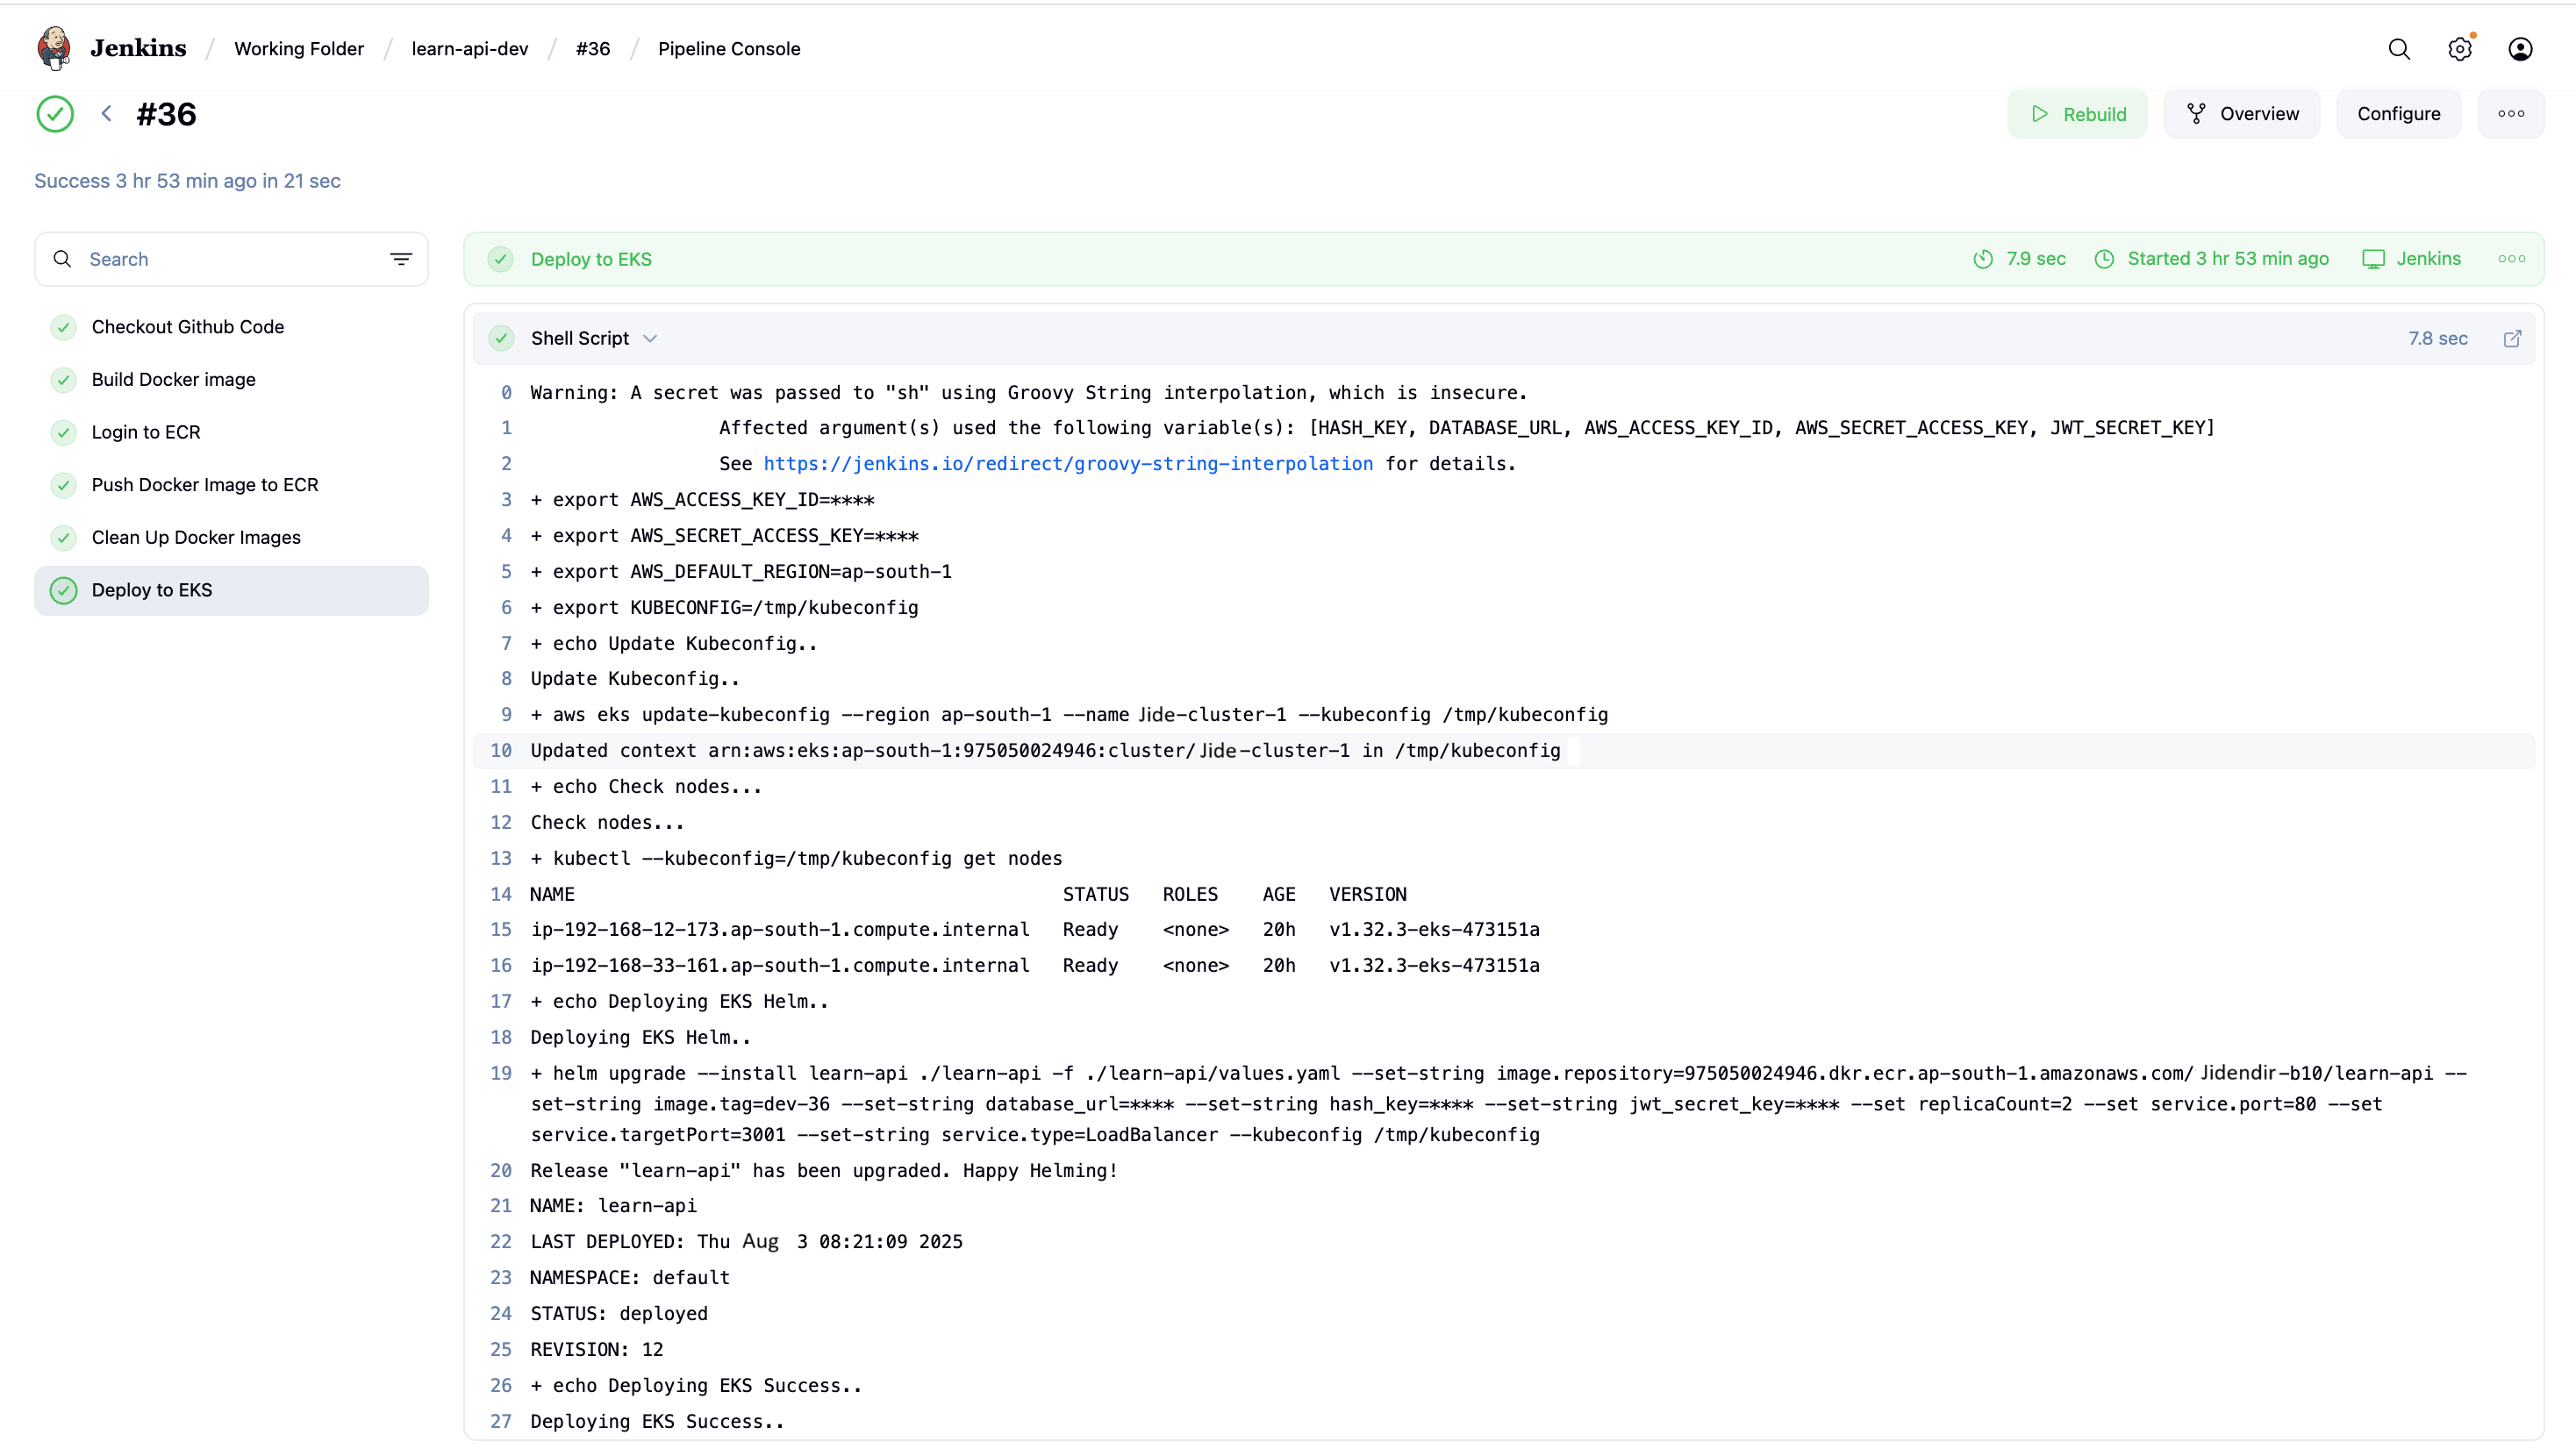 Jenkins / Working Folder / learn-api-dev / #36 / Pipeline Console
#36
Rebuild Overview Configure
Success 3 hr 53 min ago in 21 sec
Search
Checkout Github Code
Build Docker image
Login to ECR
Push Docker Image to ECR
Clean Up Docker Images
Deploy to EKS
Deploy to EKS 7.9 sec Started 3 hr 53 min ago Jenkins
Shell Script 7.8 sec
0 Warning: A secret was passed to "sh" using Groovy String interpolation, which is insecure.
1 Affected argument(s) used the following variable(s): [HASH_KEY, DATABASE_URL, AWS_ACCESS_KEY_ID, AWS_SECRET_ACCESS_KEY, JWT_SECRET_KEY]
2 See https://jenkins.io/redirect/groovy-string-interpolation for details.
3 + export AWS_ACCESS_KEY_ID=****
4 + export AWS_SECRET_ACCESS_KEY=****
5 + export AWS_DEFAULT_REGION=ap-south-1
6 + export KUBECONFIG=/tmp/kubeconfig
7 + echo Update Kubeconfig..
8 Update Kubeconfig..
9 + aws eks update-kubeconfig --region ap-south-1 --name Jide-cluster-1 --kubeconfig /tmp/kubeconfig
10 Updated context arn:aws:eks:ap-south-1:975050024946:cluster/Jide-cluster-1 in /tmp/kubeconfig
11 + echo Check nodes...
12 Check nodes...
13 + kubectl --kubeconfig=/tmp/kubeconfig get nodes
14 NAME STATUS ROLES AGE VERSION
15 ip-192-168-12-173.ap-south-1.compute.internal Ready <none> 20h v1.32.3-eks-473151a
16 ip-192-168-33-161.ap-south-1.compute.internal Ready <none> 20h v1.32.3-eks-473151a
17 + echo Deploying EKS Helm..
18 Deploying EKS Helm..
19 + helm upgrade --install learn-api ./learn-api -f ./learn-api/values.yaml --set-string image.repository=975050024946.dkr.ecr.ap-south-1.amazonaws.com/Jidendir-b10/learn-api --
set-string image.tag=dev-36 --set-string database_url=**** --set-string hash_key=**** --set-string jwt_secret_key=**** --set replicaCount=2 --set service.port=80 --set
service.targetPort=3001 --set-string service.type=LoadBalancer --kubeconfig /tmp/kubeconfig
20 Release "learn-api" has been upgraded. Happy Helming!
21 NAME: learn-api
22 LAST DEPLOYED: Thu Aug 3 08:21:09 2025
23 NAMESPACE: default
24 STATUS: deployed
25 REVISION: 12
26 + echo Deploying EKS Success..
27 Deploying EKS Success..